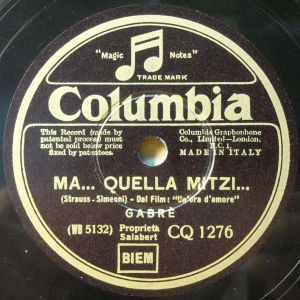 "Magic Notes"
TRADE MARK
Columbia
This Record (made by
patented process) must
not be sold below price
fixed by patentees.
Columbia Graphophone
Co., Limited—London,
E.C.1.
MADE IN ITALY
MA... QUELLA MITZI...
(Strauss - Simeoni) - Dal Film: "Un'ora d'amore"
GABRÈ
(WB 5132)
Proprietà
Salabert
CQ 1276
BIEM